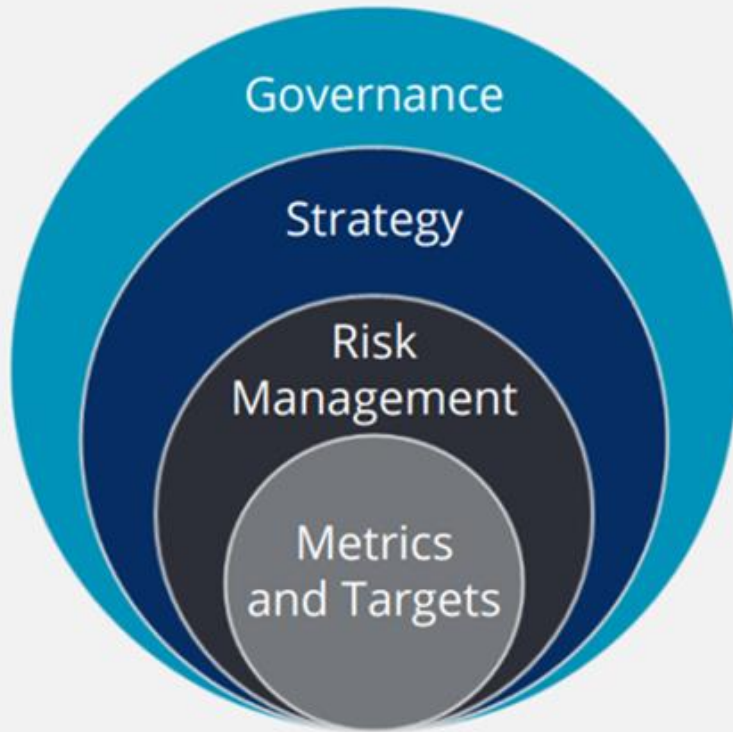 Governance
Strategy
Risk
Management
Metrics
and Targets